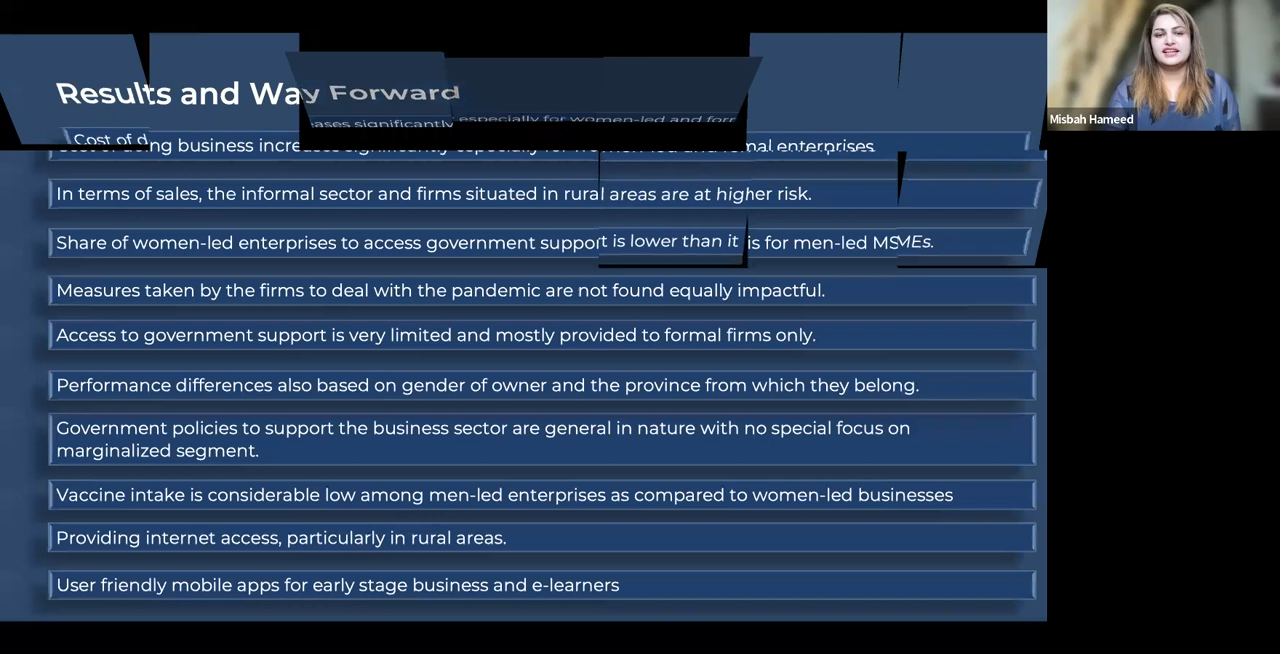 Results and Way Forward
Misbah Hameed
Cost of doing business increases significantly especially for women-led and formal enterprises
In terms of sales, the informal sector and firms situated in rural areas are at higher risk.
Share of women-led enterprises to access government support is lower than it is for men-led MSMEs.
Measures taken by the firms to deal with the pandemic are not found equally impactful.
Access to government support is very limited and mostly provided to formal firms only.
Performance differences also based on gender of owner and the province from which they belong.
Government policies to support the business sector are general in nature with no special focus on
marginalized segment.
Vaccine intake is considerable low among men-led enterprises as compared to women-led businesses
Providing internet access, particularly in rural areas.
User friendly mobile apps for early stage business and e-learners